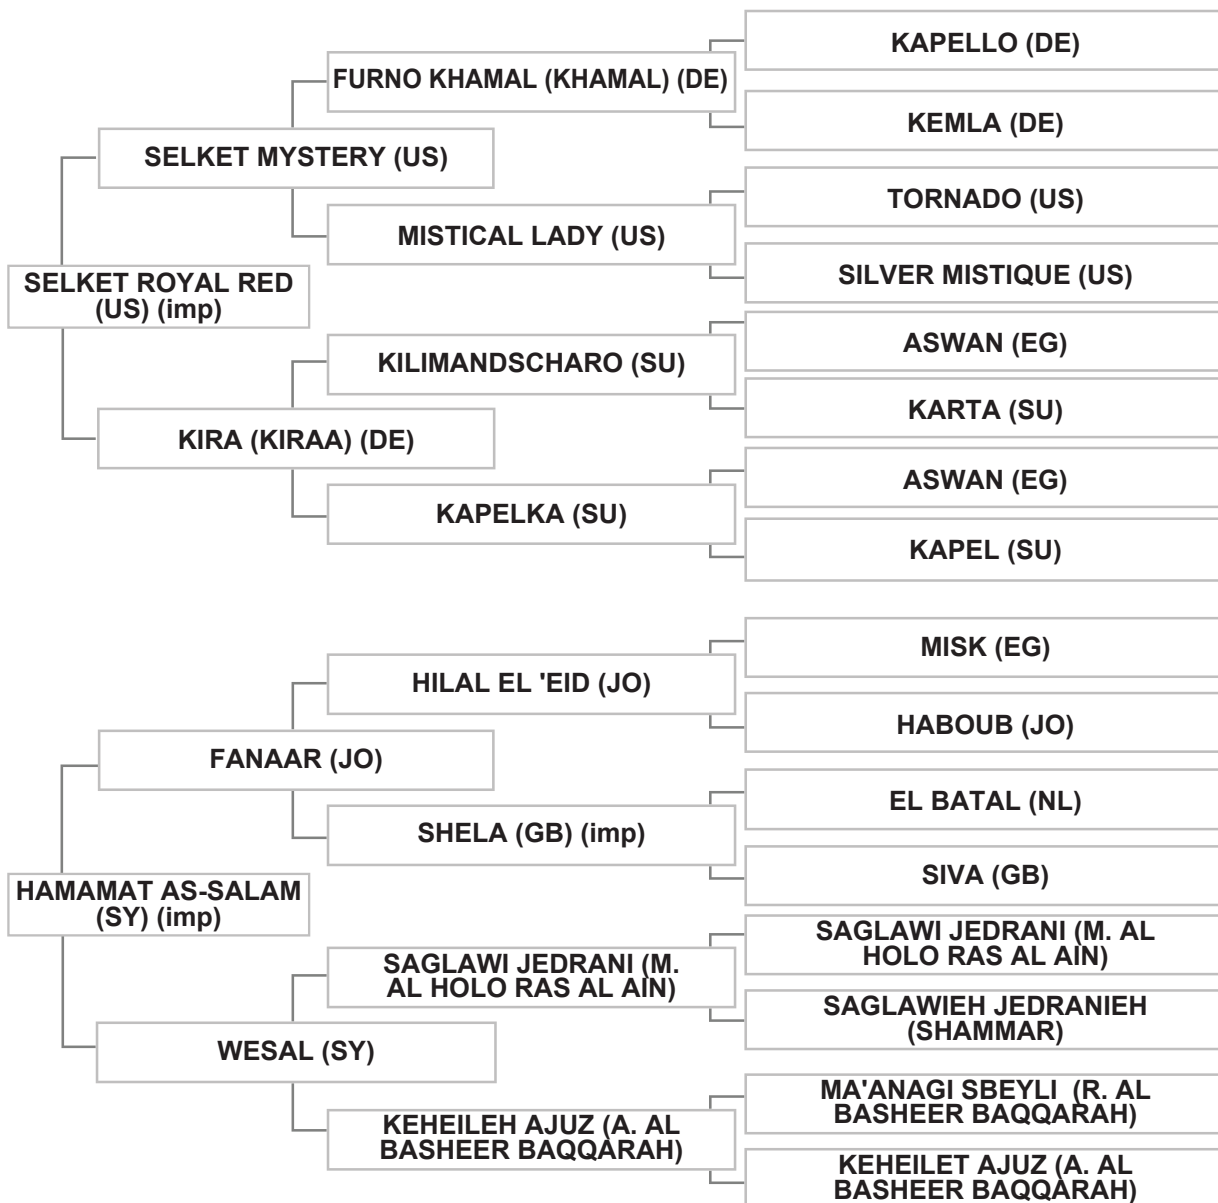 KAPELLO (DE)
FURNO KHAMAL (KHAMAL) (DE)
KEMLA (DE)
SELKET MYSTERY (US)
TORNADO (US)
MISTICAL LADY (US)
SILVER MISTIQUE (US)
SELKET ROYAL RED
(US) (imp)
ASWAN (EG)
KILIMANDSCHARO (SU)
KARTA (SU)
KIRA (KIRAA) (DE)
ASWAN (EG)
KAPELKA (SU)
KAPEL (SU)
MISK (EG)
HILAL EL 'EID (JO)
HABOUB (JO)
FANAAR (JO)
EL BATAL (NL)
SHELA (GB) (imp)
SIVA (GB)
HAMAMAT AS-SALAM
(SY) (imp)
SAGLAWI JEDRANI (M. AL
HOLO RAS AL AIN)
SAGLAWI JEDRANI (M.
AL HOLO RAS AL AIN)
SAGLAWIEH JEDRANIEH
(SHAMMAR)
WESAL (SY)
MA'ANAGI SBEYLI (R. AL
BASHEER BAQQARAH)
KEHEILEH AJUZ (A. AL
BASHEER BAQQARAH)
KEHEILET AJUZ (A. AL
BASHEER BAQQARAH)